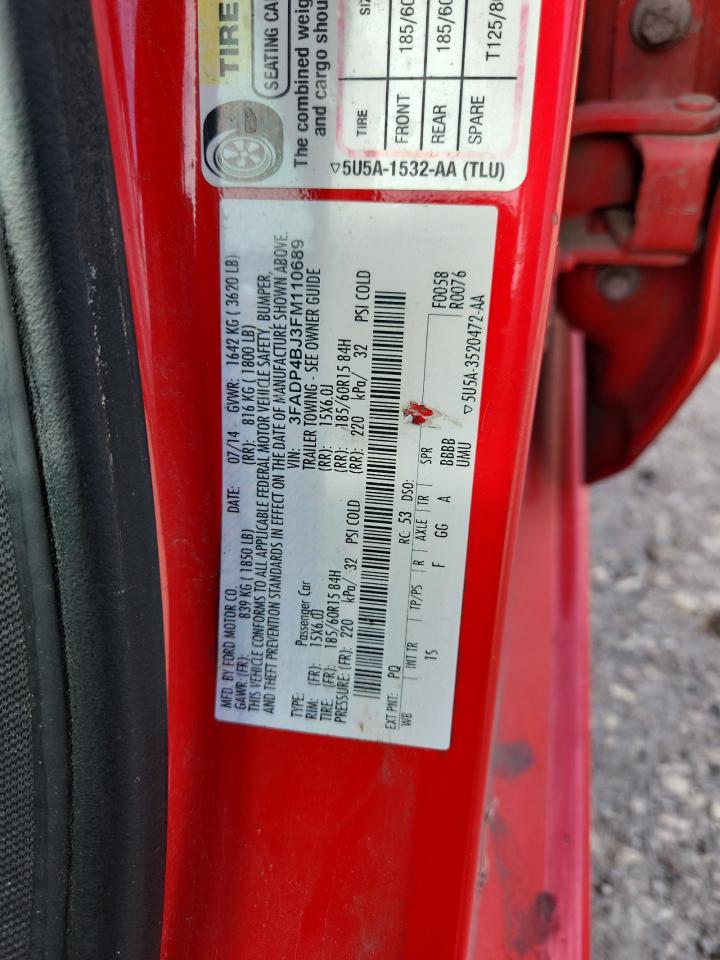 TIRE
SEATING CA
The combined weig
and cargo shou
TIRE SIZ
FRONT 185/60
REAR 185/60
SPARE T125/80
▽5U5A-1532-AA (TLU)
MFD. BY FORD MOTOR CO.
DATE: 07/14 GVWR: 1642 KG ( 3620 LB)
GAWR: (FR): 839 KG ( 1850 LB) (RR): 816 KG ( 1800 LB)
THIS VEHICLE CONFORMS TO ALL APPLICABLE FEDERAL MOTOR VEHICLE SAFETY, BUMPER,
AND THEFT PREVENTION STANDARDS IN EFFECT ON THE DATE OF MANUFACTURE SHOWN ABOVE.
VIN: 3FADP4BJ3FM110689
TYPE: Passenger Car TRAILER TOWING - SEE OWNER GUIDE
RIM: (FR): 15X6.0J (RR): 15X6.0J
TIRE (FR): 185/60R15 84H (RR): 185/60R15 84H
PRESSURE (FR): 220 kPa/ 32 PSI COLD (RR): 220 kPa/ 32 PSI COLD
EXT PNT: PQ RC: 53 DSO: F0058
WB INT TR TP/PS R AXLE TR SPR R0076
1S F GG A BBBB
UMU
▽5U5A-3520472-AA